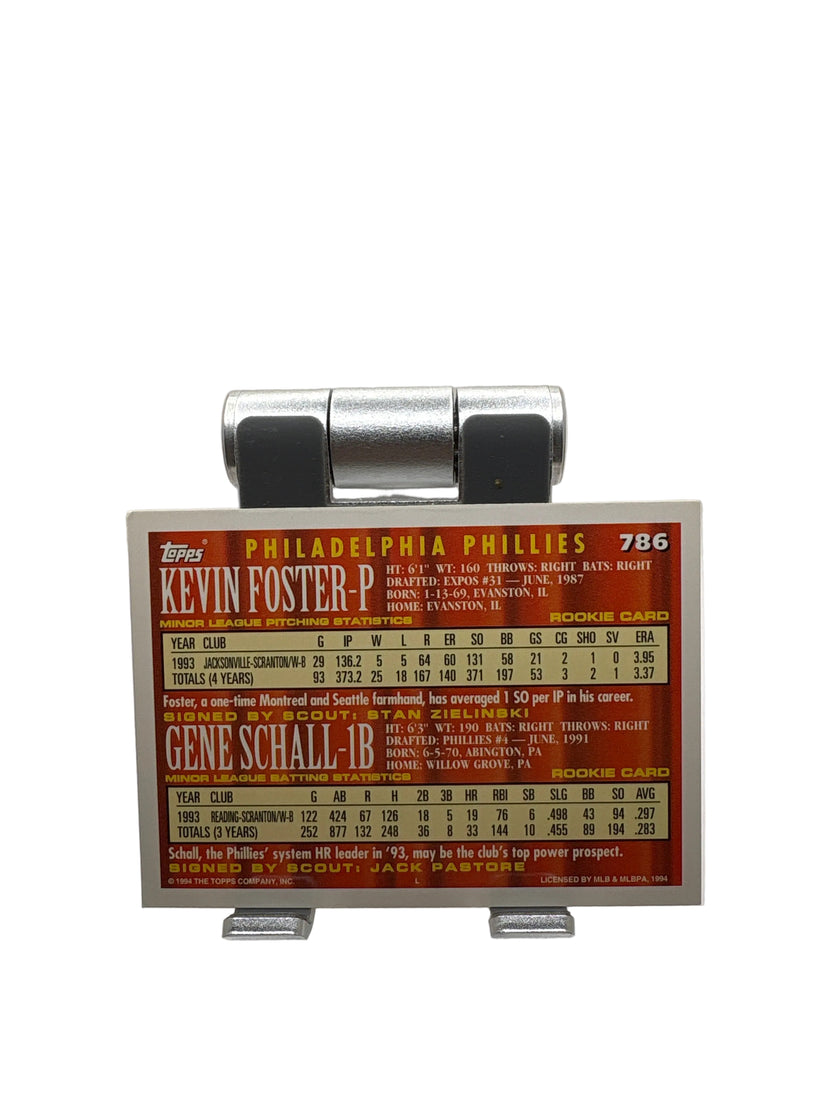 Topps® PHILADELPHIA PHILLIES 786
KEVIN FOSTER-P
HT: 6'1" WT: 160 THROWS: RIGHT BATS: RIGHT
DRAFTED: EXPOS #31 — JUNE, 1987
BORN: 1-13-69, EVANSTON, IL
HOME: EVANSTON, IL
MINOR LEAGUE PITCHING STATISTICS ROOKIE CARD
YEAR CLUB G IP W L R ER SO BB GS CG SHO SV ERA
1993 JACKSONVILLE-SCRANTON/W-B 29 136.2 5 5 64 60 131 58 21 2 1 0 3.95
TOTALS (4 YEARS) 93 373.2 25 18 167 140 371 197 53 3 2 1 3.37
Foster, a one-time Montreal and Seattle farmhand, has averaged 1 SO per IP in his career.
SIGNED BY SCOUT: STAN ZIELINSKI
GENE SCHALL-1B
HT: 6'3" WT: 190 BATS: RIGHT THROWS: RIGHT
DRAFTED: PHILLIES #4 — JUNE, 1991
BORN: 6-5-70, ABINGTON, PA
HOME: WILLOW GROVE, PA
MINOR LEAGUE BATTING STATISTICS ROOKIE CARD
YEAR CLUB G AB R H 2B 3B HR RBI SB SLG BB SO AVG
1993 READING-SCRANTON/W-B 122 424 67 126 18 5 19 76 6 .498 43 94 .297
TOTALS (3 YEARS) 252 877 132 248 36 8 33 144 10 .455 89 194 .283
Schall, the Phillies' system HR leader in '93, may be the club's top power prospect.
SIGNED BY SCOUT: JACK PASTORE
© 1994 THE TOPPS COMPANY, INC. L LICENSED BY MLB & MLBPA, 1994